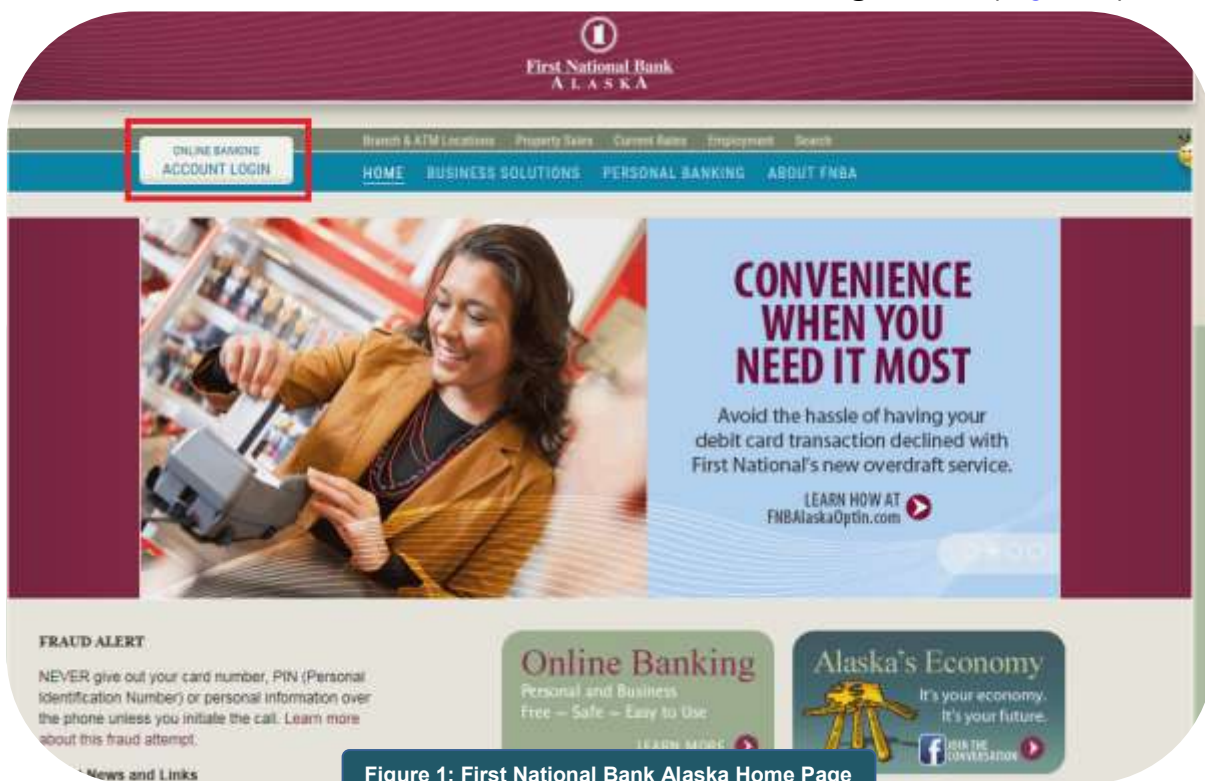 1
First National Bank
ALASKA
ONLINE BANKING
ACCOUNT LOGIN
Branch & ATM Locations Property Sales Current Rates Employment Search
HOME BUSINESS SOLUTIONS PERSONAL BANKING ABOUT FNBA
CONVENIENCE
WHEN YOU
NEED IT MOST
Avoid the hassle of having your
debit card transaction declined with
First National's new overdraft service.
LEARN HOW AT
FNBAlaskaOptin.com
FRAUD ALERT
NEVER give out your card number, PIN (Personal
Identification Number) or personal information over
the phone unless you initiate the call. Learn more
about this fraud attempt.
News and Links
Online Banking
Personal and Business
Free – Safe – Easy to Use
LEARN MORE
Alaska's Economy
It's your economy.
It's your future.
f JOIN THE
CONVERSATION
Figure 1: First National Bank Alaska Home Page